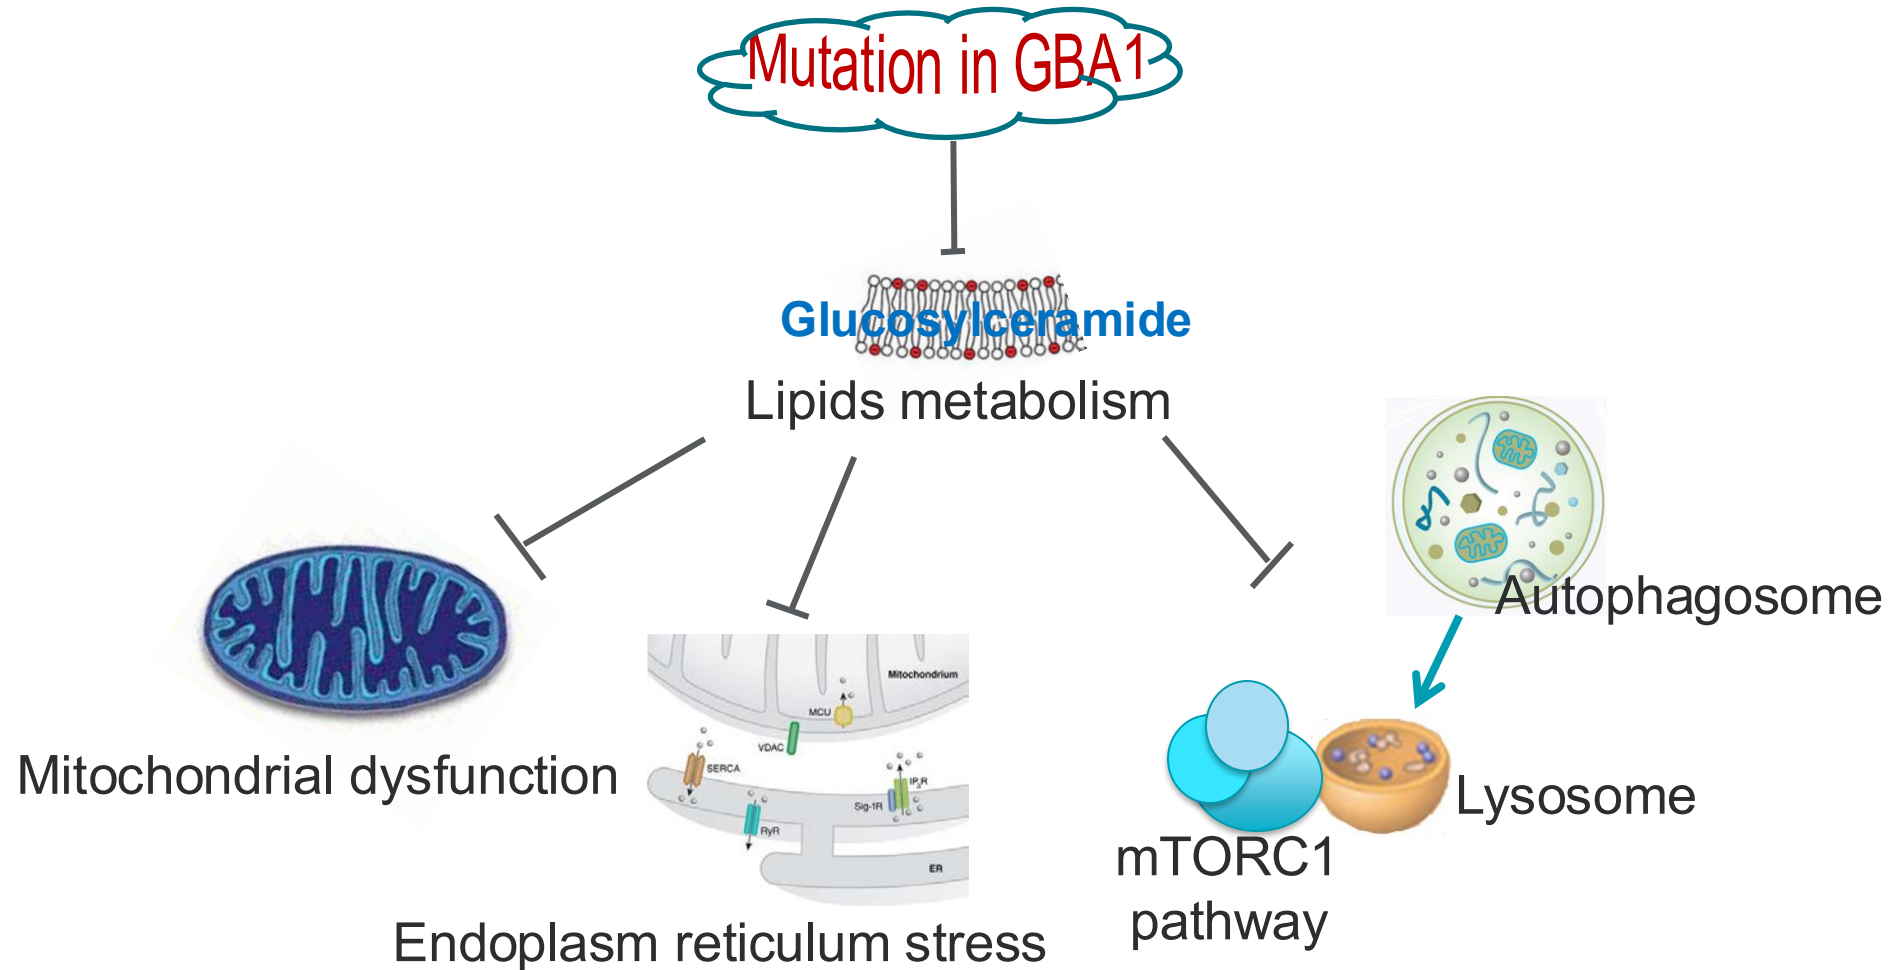 Mutation in GBA1
Glucosylceramide
Lipids metabolism
Autophagosome
Mitochondrial dysfunction
Mitochondrium
MCU
VDAC
SERCA
IP3R
Sig-1R
RyR
ER
Endoplasm reticulum stress
Lysosome
mTORC1
pathway